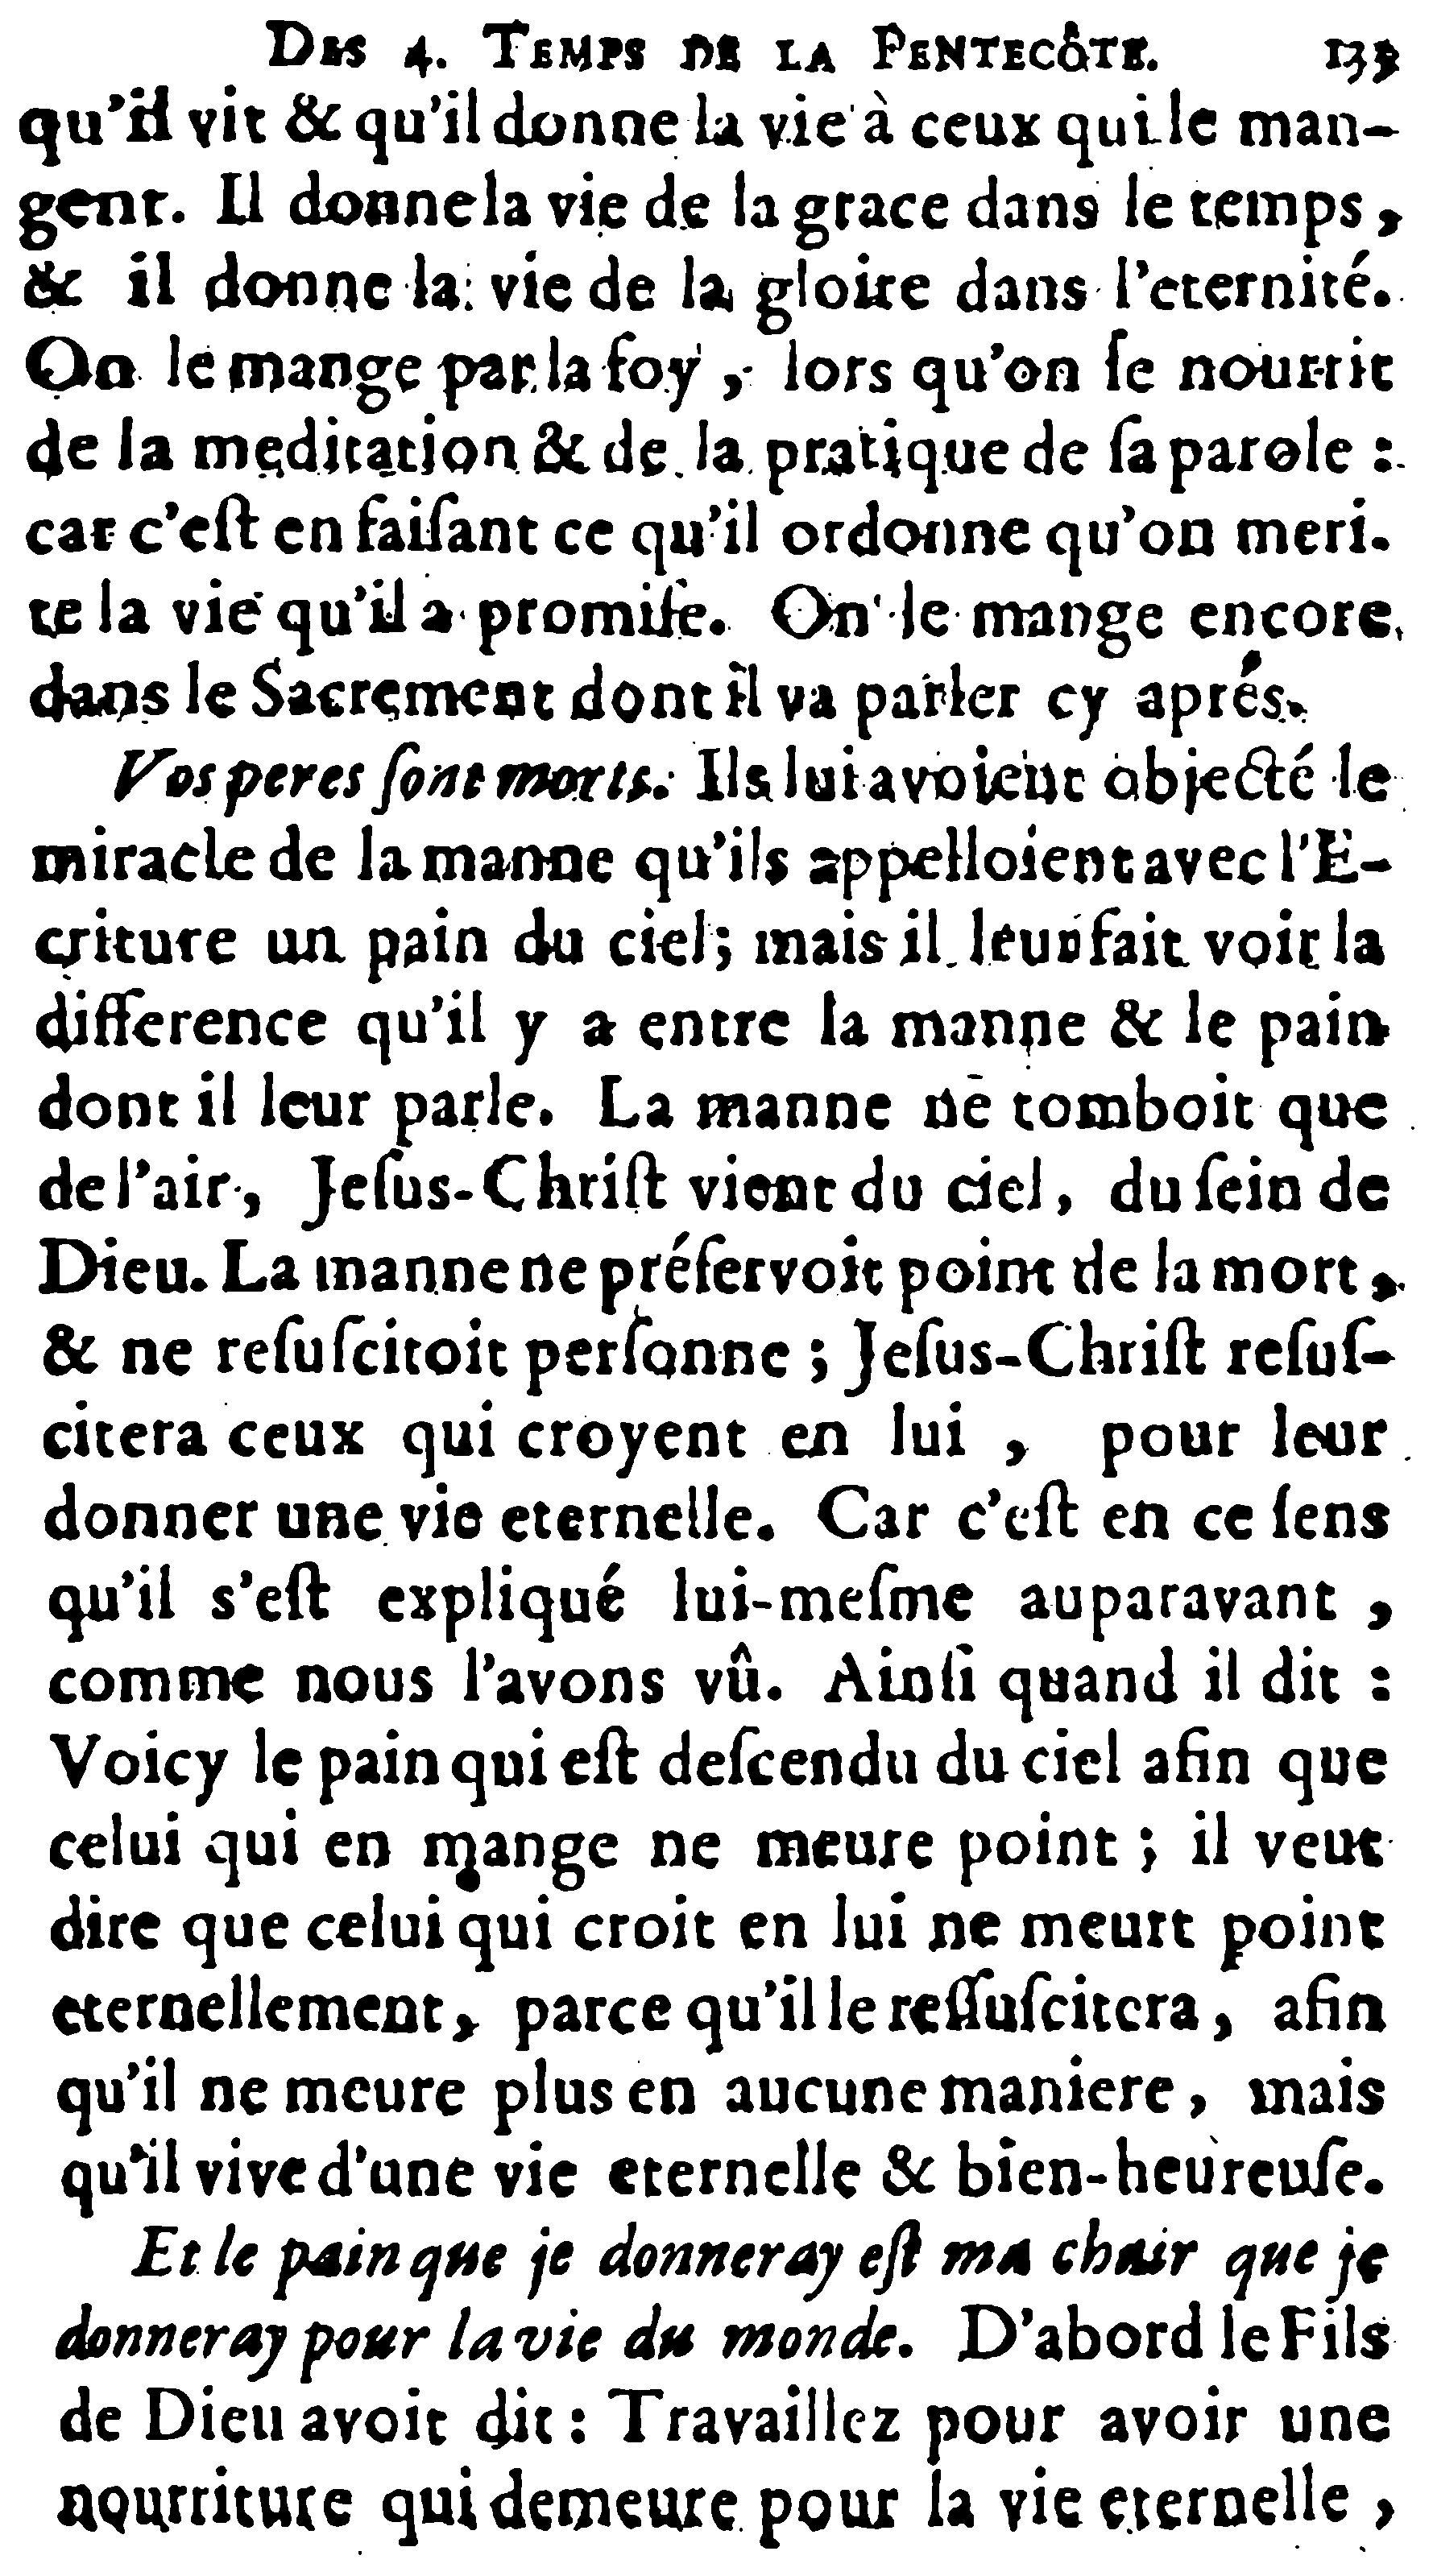 DES 4. TEMPS DE LA PENTECÔTE.
qu'il vit & qu'il donne la vie à ceux qui le man-
gent. Il donne la vie de la grace dans le temps,
& il donne la vie de la gloire dans l'eternité.
On le mange par la foy, lors qu'on ſe nourrit
de la meditation & de la pratique de ſa parole :
car c'eſt en faiſant ce qu'il ordonne qu'on meri-
te la vie qu'il a promiſe. On le mange encore
dans le Sacrement dont il va parler cy aprés.
Vos peres ſont morts. Ils lui avoient objecté le
miracle de la manne qu'ils appelloient avec l'E-
criture un pain du ciel; mais il leur fait voir la
difference qu'il y a entre la manne & le pain
dont il leur parle. La manne ne tomboit que
de l'air, Jeſus-Chriſt vient du ciel, du ſein de
Dieu. La manne ne préſervoit point de la mort,
& ne reſuſcitoit perſonne ; Jeſus-Chriſt reſuſ-
citera ceux qui croyent en lui , pour leur
donner une vie eternelle. Car c'eſt en ce ſens
qu'il s'eſt expliqué lui-meſme auparavant ,
comme nous l'avons vû. Ainſi quand il dit :
Voicy le pain qui eſt deſcendu du ciel afin que
celui qui en mange ne meure point ; il veut
dire que celui qui croit en lui ne meurt point
eternellement, parce qu'il le reſſuſcitera, afin
qu'il ne meure plus en aucune maniere, mais
qu'il vive d'une vie eternelle & bien-heureuſe.
Et le pain que je donneray eſt ma chair que je
donneray pour la vie du monde. D'abord le Fils
de Dieu avoit dit : Travaillez pour avoir une
nourriture qui demeure pour la vie eternelle ,